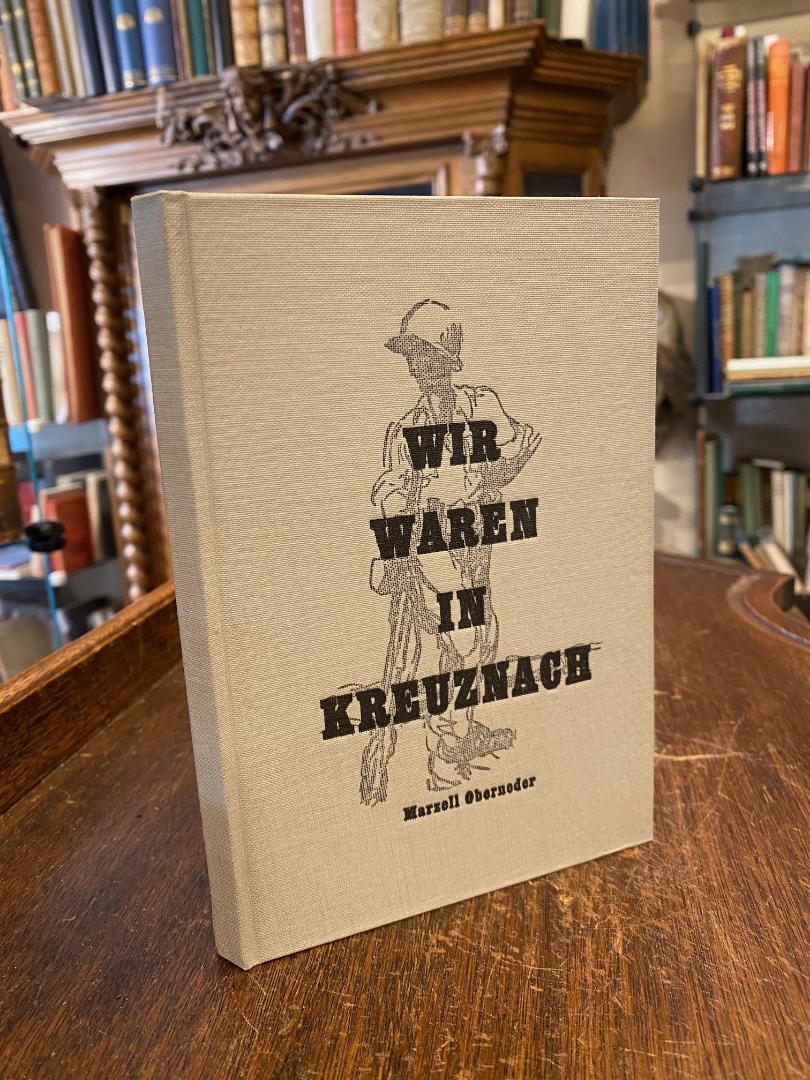 WIR
WAREN
IN
KREUZNACH
Marzell Oberneder